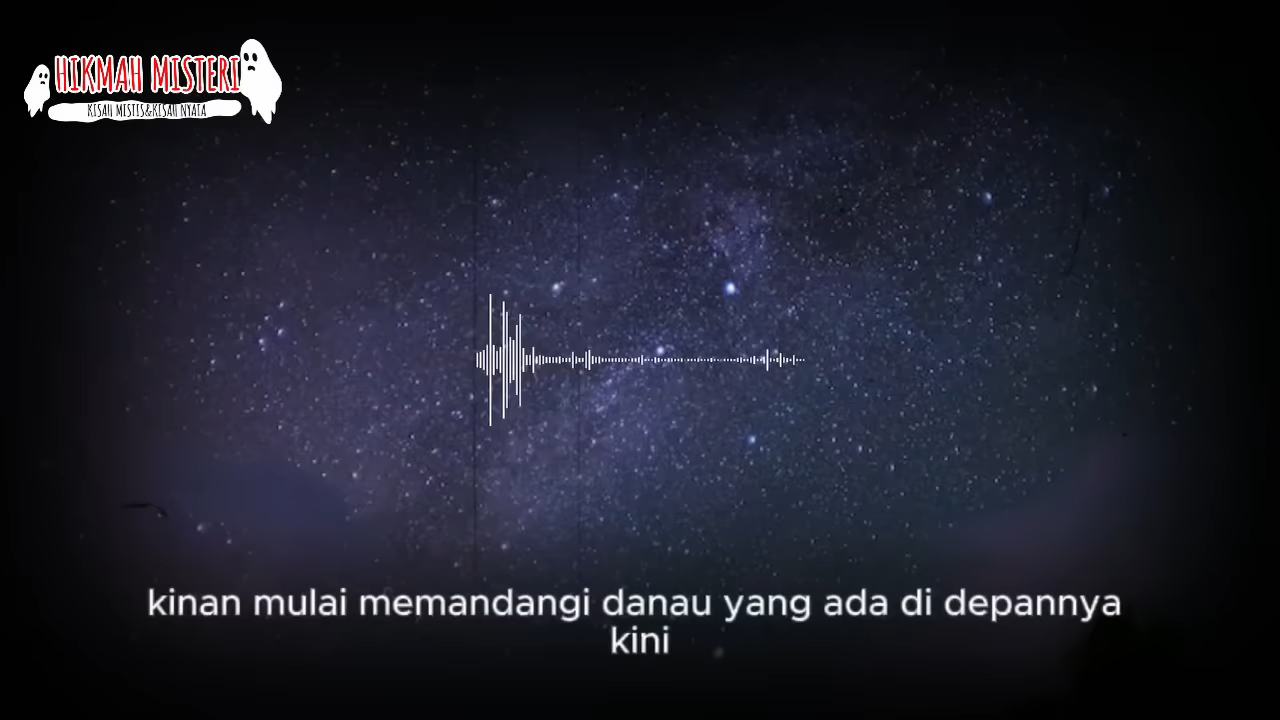 HIKMAH MISTERI
KISAH MISTIS&KISAH NYATA
kinan mulai memandangi danau yang ada di depannya
kini